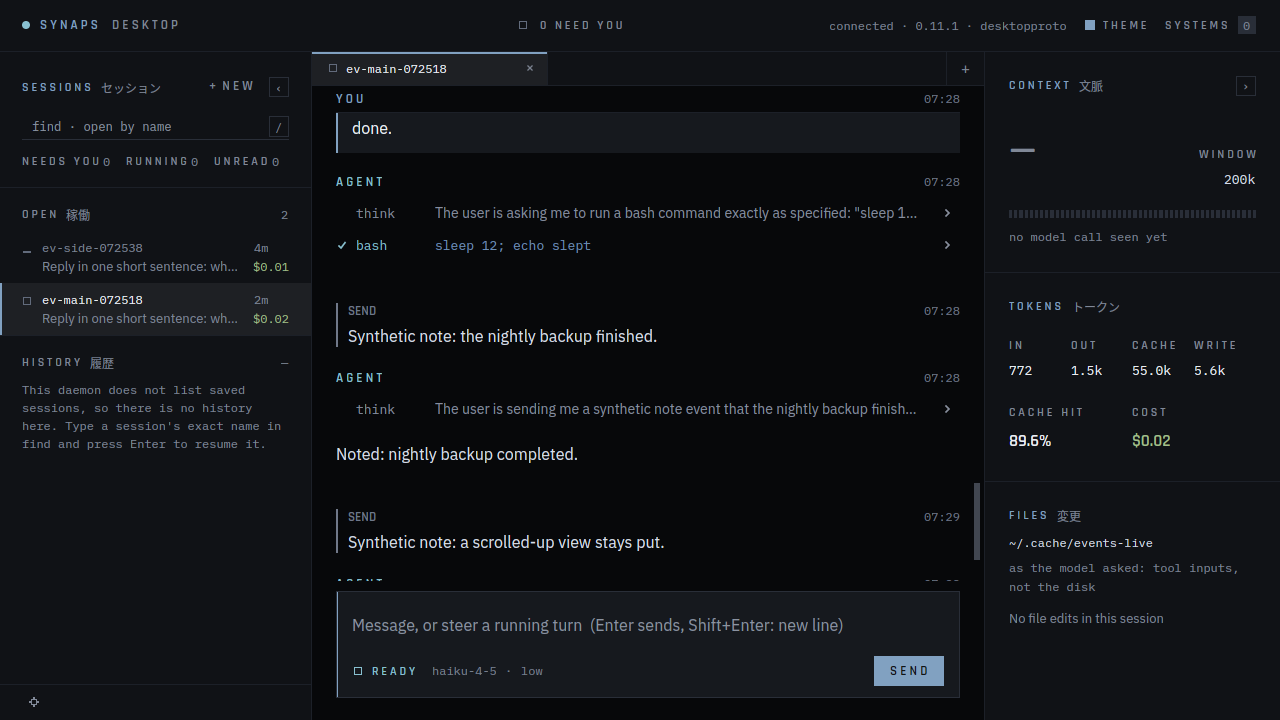 SYNAPS DESKTOP
0 NEED YOU
connected · 0.11.1 · desktopproto
THEME
SYSTEMS 0
SESSIONS セッション
+ NEW
‹
find · open by name
/
NEEDS YOU 0 RUNNING 0 UNREAD 0
OPEN 稼働 2
ev-side-072538 4m
Reply in one short sentence: wh... $0.01
ev-main-072518 2m
Reply in one short sentence: wh... $0.02
HISTORY 履歴 —
This daemon does not list saved
sessions, so there is no history
here. Type a session's exact name in
find and press Enter to resume it.
ev-main-072518 ×
+
YOU 07:28
done.
AGENT 07:28
think The user is asking me to run a bash command exactly as specified: "sleep 1... ›
✓ bash sleep 12; echo slept ›
SEND 07:28
Synthetic note: the nightly backup finished.
AGENT 07:28
think The user is sending me a synthetic note event that the nightly backup finish... ›
Noted: nightly backup completed.
SEND 07:29
Synthetic note: a scrolled-up view stays put.
Message, or steer a running turn (Enter sends, Shift+Enter: new line)
READY haiku-4-5 · low
SEND
CONTEXT 文脈
›
—
WINDOW
200k
no model call seen yet
TOKENS トークン
IN OUT CACHE WRITE
772 1.5k 55.0k 5.6k
CACHE HIT COST
89.6% $0.02
FILES 変更
~/.cache/events-live
as the model asked: tool inputs,
not the disk
No file edits in this session